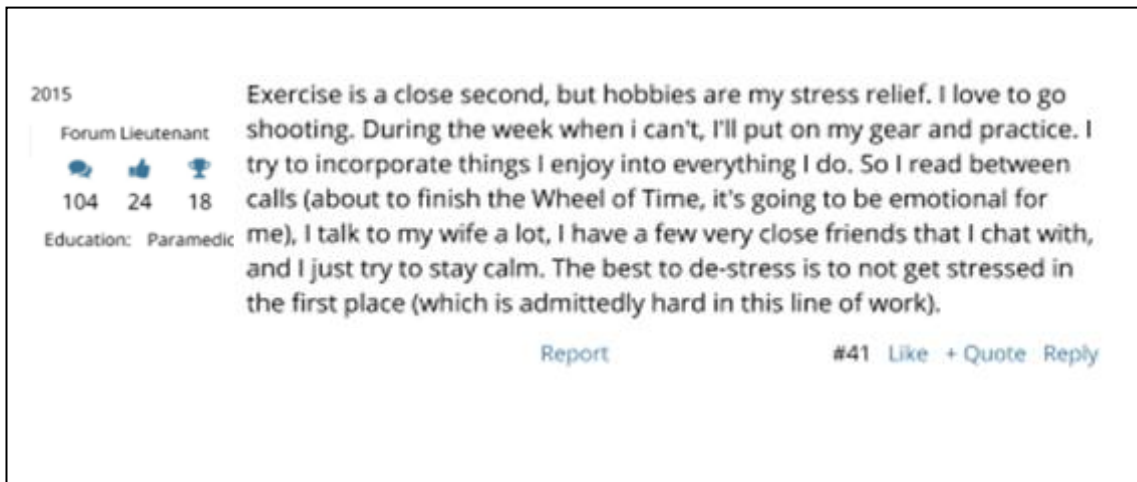 2015
Forum Lieutenant
104 24 18
Education: Paramedic
Exercise is a close second, but hobbies are my stress relief. I love to go
shooting. During the week when i can't, I'll put on my gear and practice. I
try to incorporate things I enjoy into everything I do. So I read between
calls (about to finish the Wheel of Time, it's going to be emotional for
me), I talk to my wife a lot, I have a few very close friends that I chat with,
and I just try to stay calm. The best to de-stress is to not get stressed in
the first place (which is admittedly hard in this line of work).
Report #41 Like + Quote Reply